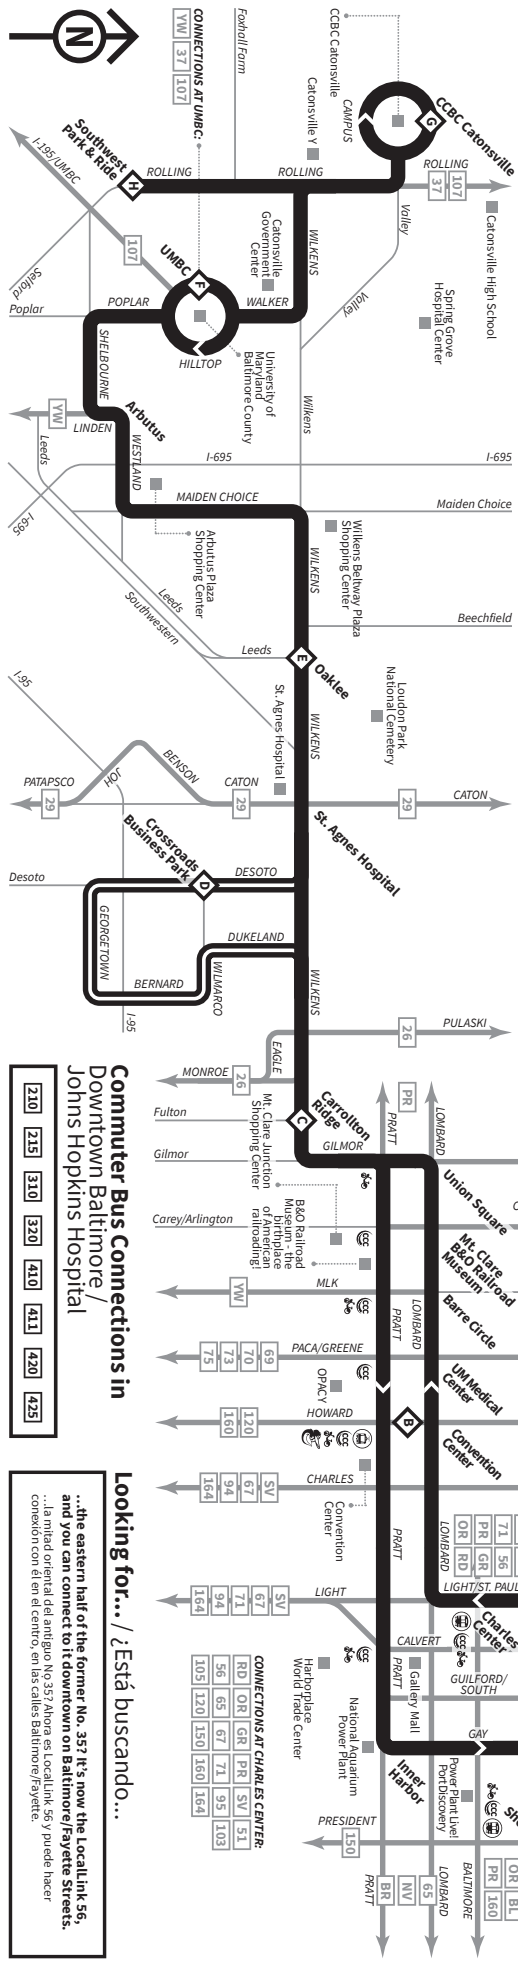 N
CONNECTIONS AT UMBC:
YW 37 107
Foxhall Farm
CCBC Catonsville
Catonsville Y
CAMPUS
G
CCBC Catonsville
Southwest
Park & Ride
H
ROLLING
ROLLING
ROLLING
37 107
Catonsville High School
I-195/UMBC
107
Selford
Poplar
UMBC
F
POPLAR
WALKER
HILLTOP
Catonsville
Government
Center
WILKENS
Valley
Valley
Spring Grove
Hospital Center
University of
Maryland
Baltimore County
SHELBOURNE
Arbutus
YW
LINDEN
Leeds
WESTLAND
Wilkens
I-695
I-695
I-695
MAIDEN CHOICE
Maiden Choice
Arbutus Plaza
Shopping Center
Wilkens Beltway Plaza
Shopping Center
WILKENS
Leeds
Southwestern
Beechfield
Leeds
E
Oaklee
Loudon Park
National Cemetery
I-95
St. Agnes Hospital
WILKENS
JOH
BENSON
PATAPSCO
29
CATON
29
29
CATON
St. Agnes Hospital
Crossroads
Business Park
D
DESOTO
Desoto
GEORGETOWN
DUKELAND
WILMARCO
BERNARD
I-95
WILKENS
26
PULASKI
EAGLE
MONROE
26
Fulton
C
Carrollton
Ridge
Gilmor
GILMOR
PR
PRATT
LOMBARD
Mt. Clare Junction
Shopping Center
Union Square
B&O Railroad
Museum - the
birthplace
of American
railroading!
Carey/Arlington
Mt. Clare
B&O Railroad
Museum
YW
MLK
PRATT
LOMBARD
Barre Circle
75 73 70 69
PACA/GREENE
OPACY
UM Medical
Center
160 120
HOWARD
B
Convention
Center
164 94 67 SV
CHARLES
Convention
Center
PRATT
LOMBARD
OR PR 71
RD GR 56
164 94 71 67 SV
LIGHT
LIGHT/ST. PAUL
Charles
Center
CALVERT
PRATT
Gallery Mall
GUILFORD/
SOUTH
Harborplace
World Trade Center
National Aquarium
Power Plant
GAY
Inner
Harbor
Power Plant Live!
Port Discovery
PRESIDENT
150
PRATT
BR
NV
65
LOMBARD
BALTIMORE
PR OR
160 BL
CONNECTIONS AT CHARLES CENTER:
RD OR GR PR SV 51
56 65 67 71 95 103
105 120 150 160 164
Commuter Bus Connections in
Downtown Baltimore/
Johns Hopkins Hospital
210 215 310 320 410 411 420 425
Looking for... / ¿Está buscando...
...the eastern half of the former No. 35? It's now the LocalLink 56,
and you can connect to it downtown on Baltimore/Fayette Streets.
...la mitad oriental del antiguo No.35? Ahora es LocalLink 56 y puede hacer
conexión con él en el centro, en las calles Baltimore/Fayette.